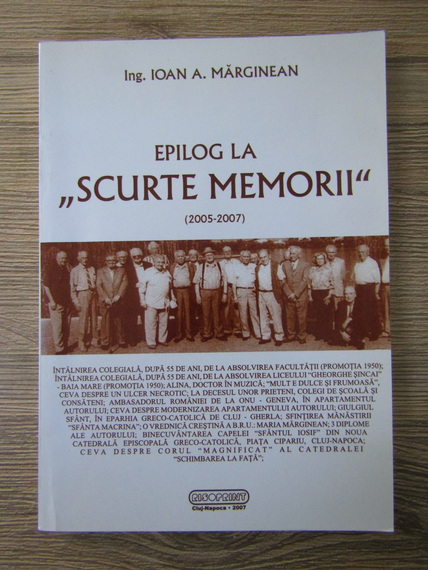 Ing. IOAN A. MĂRGINEAN
EPILOG LA
„SCURTE MEMORII“
(2005-2007)
ÎNTÂLNIREA COLEGIALĂ, DUPĂ 55 DE ANI, DE LA ABSOLVIREA FACULTĂȚII (PROMOȚIA 1950);
ÎNTÂLNIREA COLEGIALĂ, DUPĂ 55 DE ANI, DE LA ABSOLVIREA LICEULUI "GHEORGHE ȘINCAI"
- BAIA MARE (PROMOȚIA 1950); ALINA, DOCTOR ÎN MUZICĂ; "MULT E DULCE ȘI FRUMOASĂ",
CEVA DESPRE UN ULCER NECROTIC; LA DECESUL UNOR PRIETENI, COLEGI DE ȘCOALĂ ȘI
CONSĂTENI; AMBASADORUL ROMÂNIEI DE LA ONU - GENEVA, ÎN APARTAMENTUL
AUTORULUI; CEVA DESPRE MODERNIZAREA APARTAMENTULUI AUTORULUI; GIULGIUL
SFÂNT, ÎN EPARHIA GRECO-CATOLICĂ DE CLUJ - GHERLA; SFINȚIREA MÂNĂSTIRII
"SFÂNTA MACRINA"; O VREDNICĂ CREȘTINĂ A B.R.U.: MARIA MĂRGINEAN; 3 DIPLOME
ALE AUTORULUI; BINECUVÂNTAREA CAPELEI "SFÂNTUL IOSIF" DIN NOUA
CATEDRALĂ EPISCOPALĂ GRECO-CATOLICĂ, PIAȚA CIPARIU, CLUJ-NAPOCA;
CEVA DESPRE CORUL "MAGNIFICAT" AL CATEDRALEI
"SCHIMBAREA LA FAȚĂ";
RISOPRINT
Cluj-Napoca • 2007